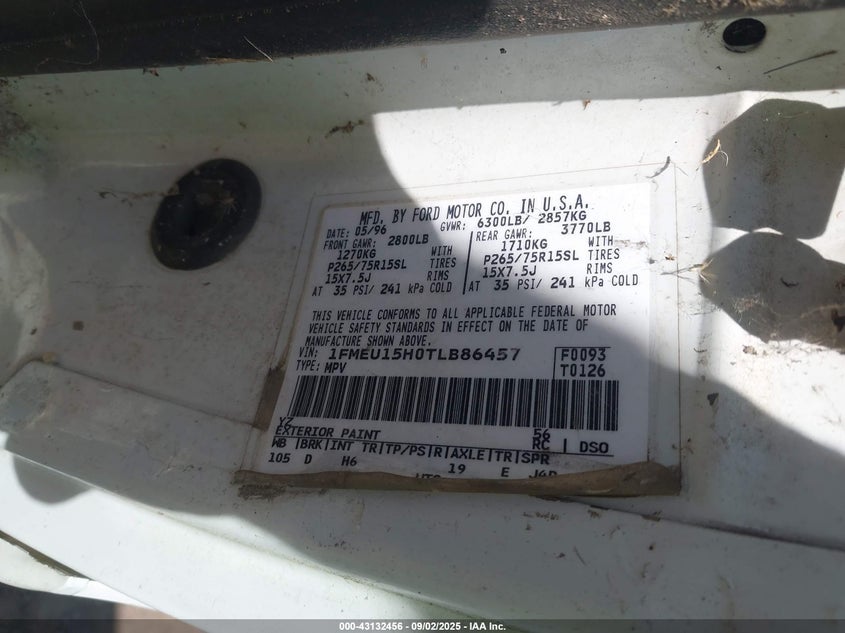 MFD. BY FORD MOTOR CO. IN U.S.A.
DATE: 05/96 GVWR: 6300LB/ 2857KG
FRONT GAWR: 2800LB REAR GAWR: 3770LB
1270KG WITH 1710KG WITH
P265/75R15SL TIRES P265/75R15SL TIRES
15X7.5J RIMS 15X7.5J RIMS
AT 35 PSI/ 241 kPa COLD AT 35 PSI/ 241 kPa COLD
THIS VEHICLE CONFORMS TO ALL APPLICABLE FEDERAL MOTOR
VEHICLE SAFETY STANDARDS IN EFFECT ON THE DATE OF
MANUFACTURE SHOWN ABOVE.
VIN: 1FMEU15H0TLB86457 F0093
TYPE: MPV T0126
YZ 56
EXTERIOR PAINT RC DSO
WB BRK INT TR TP/PS R AXLE TR SPR
105 D H6 19 E
000-43132456 - 09/02/2025 - IAA Inc.